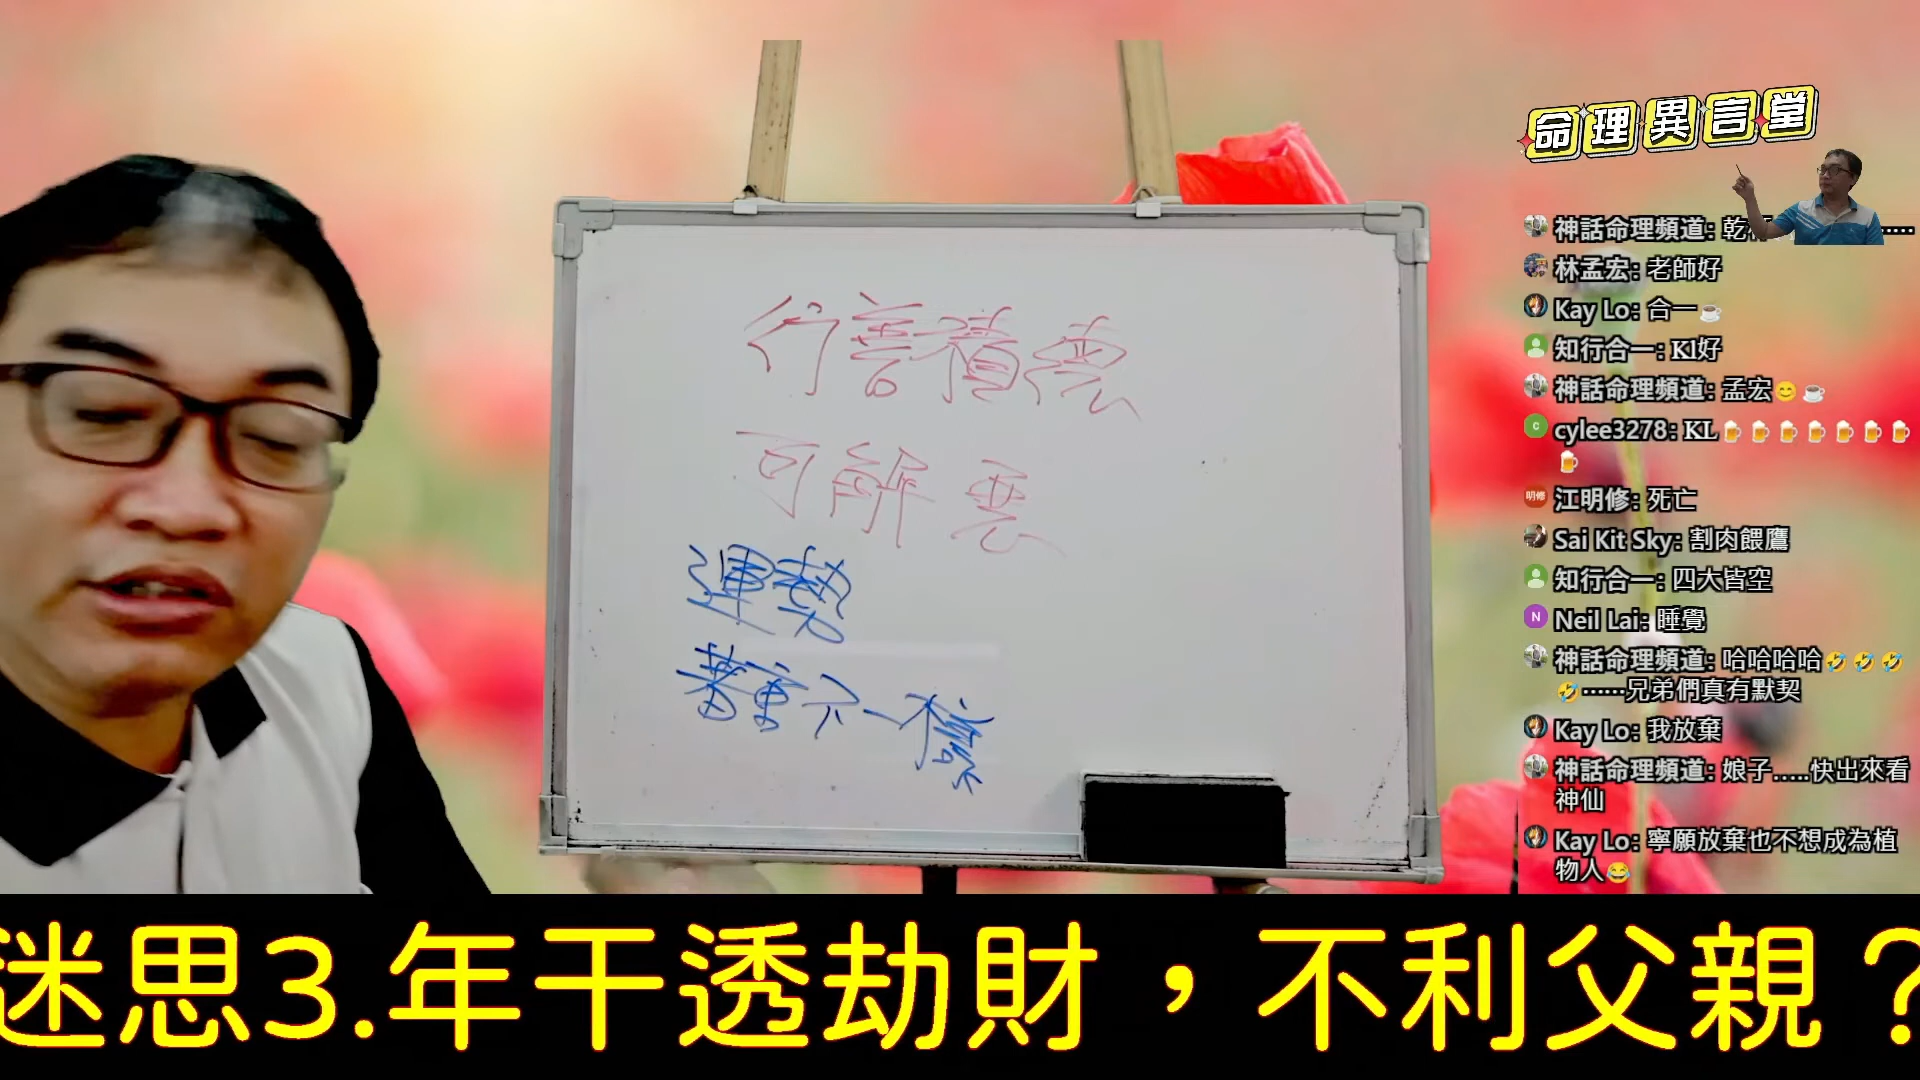 命理異言堂
行善積德
可解
運勢
著重不一樣
神話命理頻道: 乾
林孟宏: 老師好
Kay Lo: 合一☕
知行合一: Kl好
神話命理頻道: 孟宏😊☕
cylee3278: KL🍺🍺🍺🍺🍺🍺🍺
🍺
江明修: 死亡
Sai Kit Sky: 割肉餵鷹
知行合一: 四大皆空
Neil Lai: 睡覺
神話命理頻道: 哈哈哈哈🤣🤣🤣
🤣……兄弟們真有默契
Kay Lo: 我放棄
神話命理頻道: 娘子.....快出來看
神仙
Kay Lo: 寧願放棄也不想成為植
物人😂
迷思3.年干透劫財，不利父親？